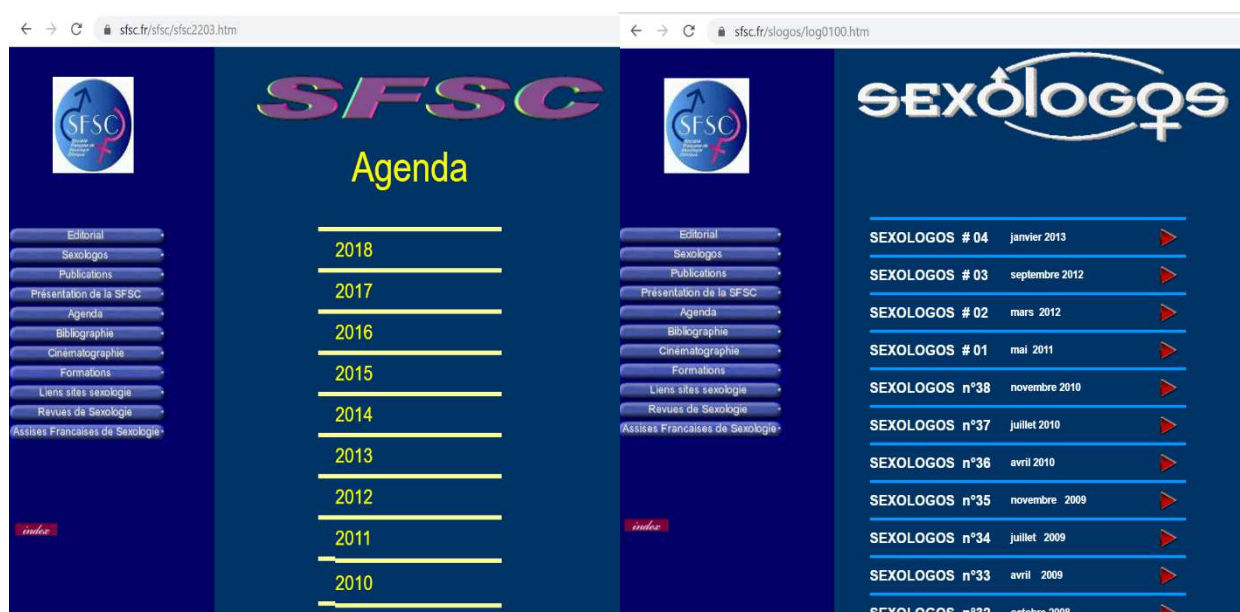 sfsc.fr/sfsc/sfsc2203.htm
SFSC
SFSC
Agenda
Editorial
Sexologos
Publications
Présentation de la SFSC
Agenda
Bibliographie
Cinématographie
Formations
Liens sites sexologie
Revues de Sexologie
Assises Francaises de Sexologie
index
2018
2017
2016
2015
2014
2013
2012
2011
2010
sfsc.fr/slogos/log0100.htm
SFSC
SEXOLOGOS
Editorial
Sexologos
Publications
Présentation de la SFSC
Agenda
Bibliographie
Cinématographie
Formations
Liens sites sexologie
Revues de Sexologie
Assises Francaises de Sexologie
index
SEXOLOGOS # 04 janvier 2013
SEXOLOGOS # 03 septembre 2012
SEXOLOGOS # 02 mars 2012
SEXOLOGOS # 01 mai 2011
SEXOLOGOS n°38 novembre 2010
SEXOLOGOS n°37 juillet 2010
SEXOLOGOS n°36 avril 2010
SEXOLOGOS n°35 novembre 2009
SEXOLOGOS n°34 juillet 2009
SEXOLOGOS n°33 avril 2009
SEXOLOGOS n°32 octobre 2008